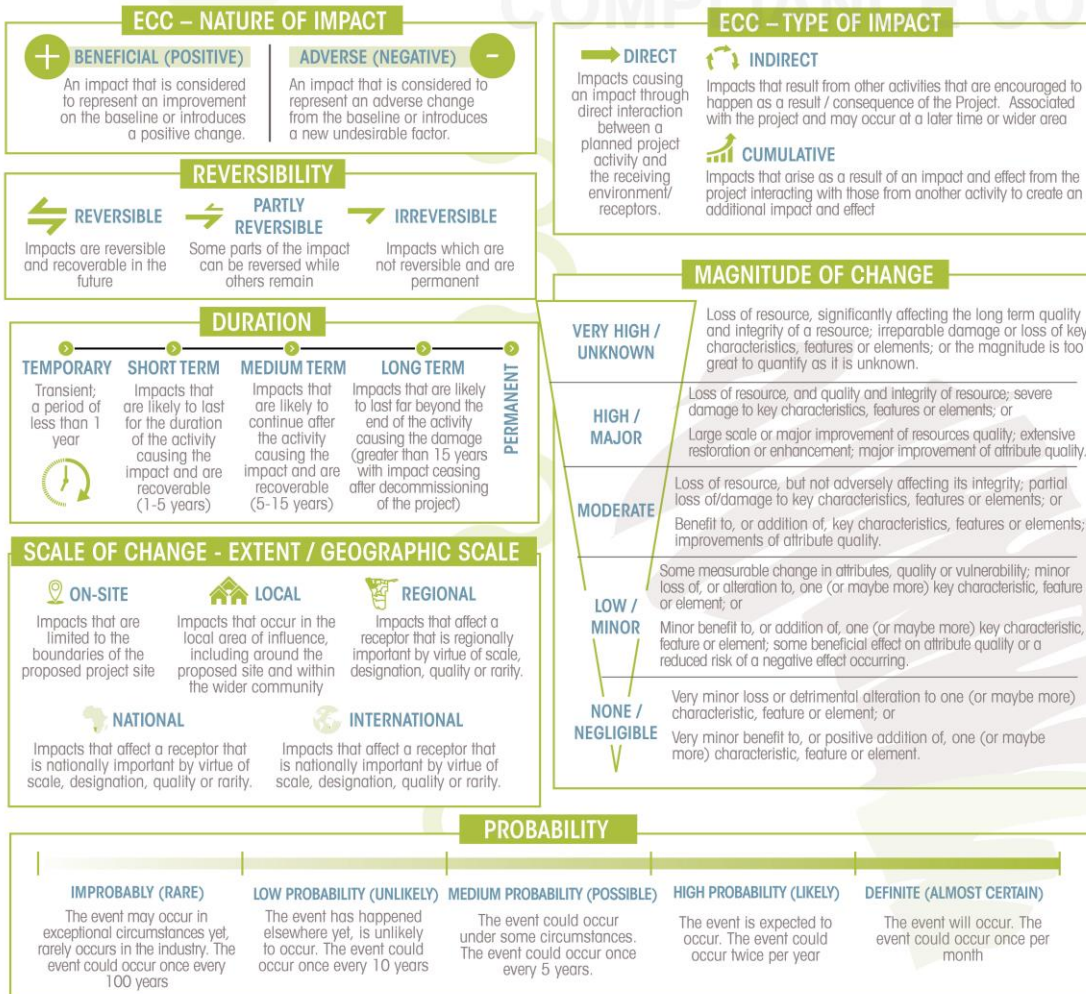 COMPLIANCY CO
ECC – NATURE OF IMPACT
BENEFICIAL (POSITIVE)
An impact that is considered
to represent an improvement
on the baseline or introduces
a positive change.
ADVERSE (NEGATIVE)
An impact that is considered to
represent an adverse change
from the baseline or introduces
a new undesirable factor.
ECC – TYPE OF IMPACT
DIRECT
Impacts causing
an impact through
direct interaction
between a
planned project
activity and
the receiving
environment/
receptors.
INDIRECT
Impacts that result from other activities that are encouraged to
happen as a result / consequence of the Project. Associated
with the project and may occur at a later time or wider area
CUMULATIVE
Impacts that arise as a result of an impact and effect from the
project interacting with those from another activity to create an
additional impact and effect
REVERSIBILITY
REVERSIBLE
Impacts are reversible
and recoverable in the
future
PARTLY
REVERSIBLE
Some parts of the impact
can be reversed while
others remain
IRREVERSIBLE
Impacts which are
not reversible and are
permanent
DURATION
TEMPORARY
Transient;
a period of
less than 1
year
SHORT TERM
Impacts that
are likely to last
for the duration
of the activity
causing the
impact and are
recoverable
(1-5 years)
MEDIUM TERM
Impacts that
are likely to
continue after
the activity
causing the
impact and are
recoverable
(5-15 years)
LONG TERM
Impacts that are likely
to last far beyond the
end of the activity
causing the damage
(greater than 15 years
with impact ceasing
after decommissioning
of the project)
PERMANENT
MAGNITUDE OF CHANGE
VERY HIGH /
UNKNOWN
Loss of resource, significantly affecting the long term quality
and integrity of a resource; irreparable damage or loss of key
characteristics, features or elements; or the magnitude is too
great to quantify as it is unknown.
HIGH /
MAJOR
Loss of resource, and quality and integrity of resource; severe
damage to key characteristics, features or elements; or
Large scale or major improvement of resources quality; extensive
restoration or enhancement; major improvement of attribute quality.
MODERATE
Loss of resource, but not adversely affecting its integrity; partial
loss of/damage to key characteristics, features or elements; or
Benefit to, or addition of, key characteristics, features or elements;
improvements of attribute quality.
LOW /
MINOR
Some measurable change in attributes, quality or vulnerability; minor
loss of, or alteration to, one (or maybe more) key characteristic, feature
or element; or
Minor benefit to, or addition of, one (or maybe more) key characteristic,
feature or element; some beneficial effect on attribute quality or a
reduced risk of a negative effect occurring.
NONE /
NEGLIGIBLE
Very minor loss or detrimental alteration to one (or maybe more)
characteristic, feature or element; or
Very minor benefit to, or positive addition of, one (or maybe
more) characteristic, feature or element.
SCALE OF CHANGE - EXTENT / GEOGRAPHIC SCALE
ON-SITE
Impacts that are
limited to the
boundaries of the
proposed project site
LOCAL
Impacts that occur in the
local area of influence,
including around the
proposed site and within
the wider community
REGIONAL
Impacts that affect a
receptor that is regionally
important by virtue of scale,
designation, quality or rarity.
NATIONAL
Impacts that affect a receptor that
is nationally important by virtue of
scale, designation, quality or rarity.
INTERNATIONAL
Impacts that affect a receptor that
is nationally important by virtue of
scale, designation, quality or rarity.
PROBABILITY
IMPROBABLY (RARE)
The event may occur in
exceptional circumstances yet,
rarely occurs in the industry. The
event could occur once every
100 years
LOW PROBABILITY (UNLIKELY)
The event has happened
elsewhere yet, is unlikely
to occur. The event could
occur once every 10 years
MEDIUM PROBABILITY (POSSIBLE)
The event could occur
under some circumstances.
The event could occur once
every 5 years.
HIGH PROBABILITY (LIKELY)
The event is expected to
occur. The event could
occur twice per year
DEFINITE (ALMOST CERTAIN)
The event will occur. The
event could occur once per
month